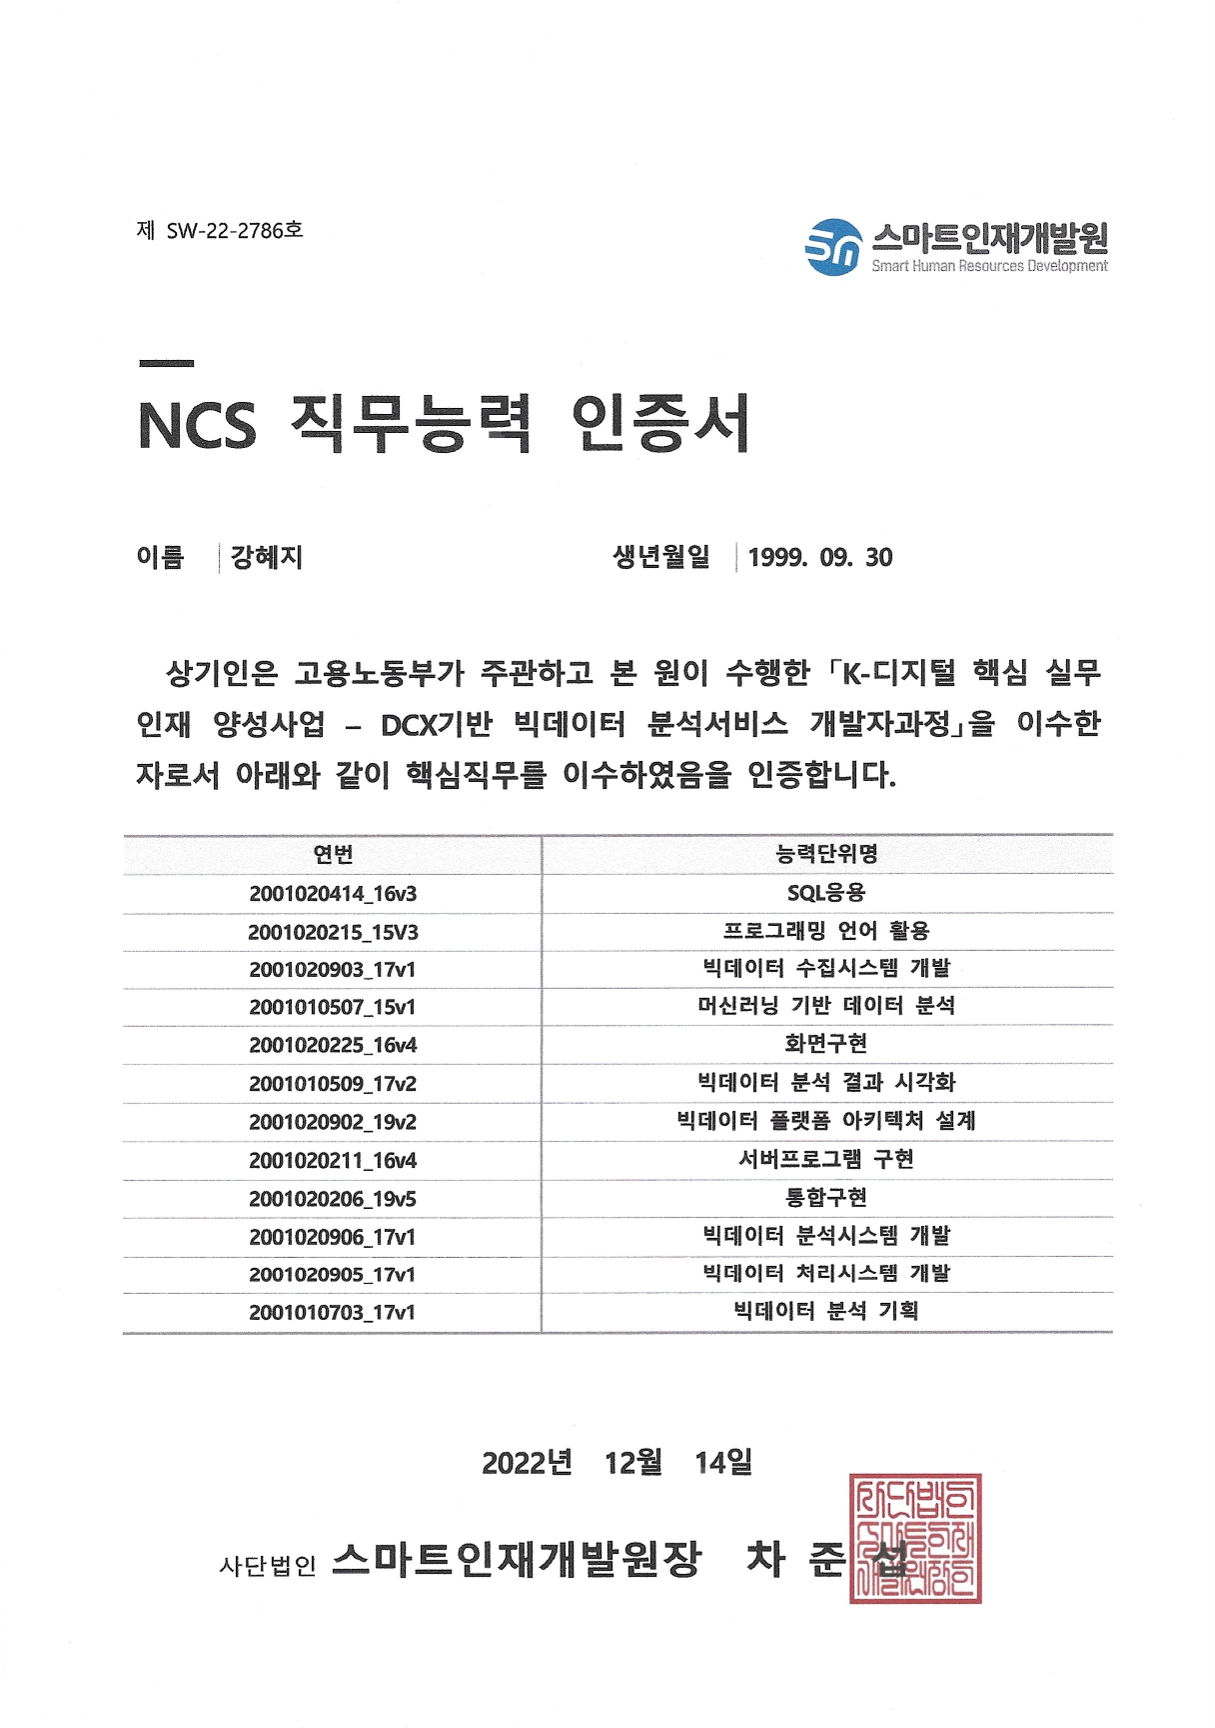 제 SW-22-2786호
스마트인재개발원
Smart Human Resources Development
NCS 직무능력 인증서
이름 강혜지 생년월일 1999. 09. 30
상기인은 고용노동부가 주관하고 본 원이 수행한 「K-디지털 핵심 실무
인재 양성사업 – DCX기반 빅데이터 분석서비스 개발자과정」을 이수한
자로서 아래와 같이 핵심직무를 이수하였음을 인증합니다.
연번 능력단위명
2001020414_16v3 SQL응용
2001020215_15V3 프로그래밍 언어 활용
2001020903_17v1 빅데이터 수집시스템 개발
2001010507_15v1 머신러닝 기반 데이터 분석
2001020225_16v4 화면구현
2001010509_17v2 빅데이터 분석 결과 시각화
2001020902_19v2 빅데이터 플랫폼 아키텍처 설계
2001020211_16v4 서버프로그램 구현
2001020206_19v5 통합구현
2001020906_17v1 빅데이터 분석시스템 개발
2001020905_17v1 빅데이터 처리시스템 개발
2001010703_17v1 빅데이터 분석 기획
2022년 12월 14일
사단법인 스마트인재개발원장 차 준 섭
사단법인
스마트인재
개발원장인